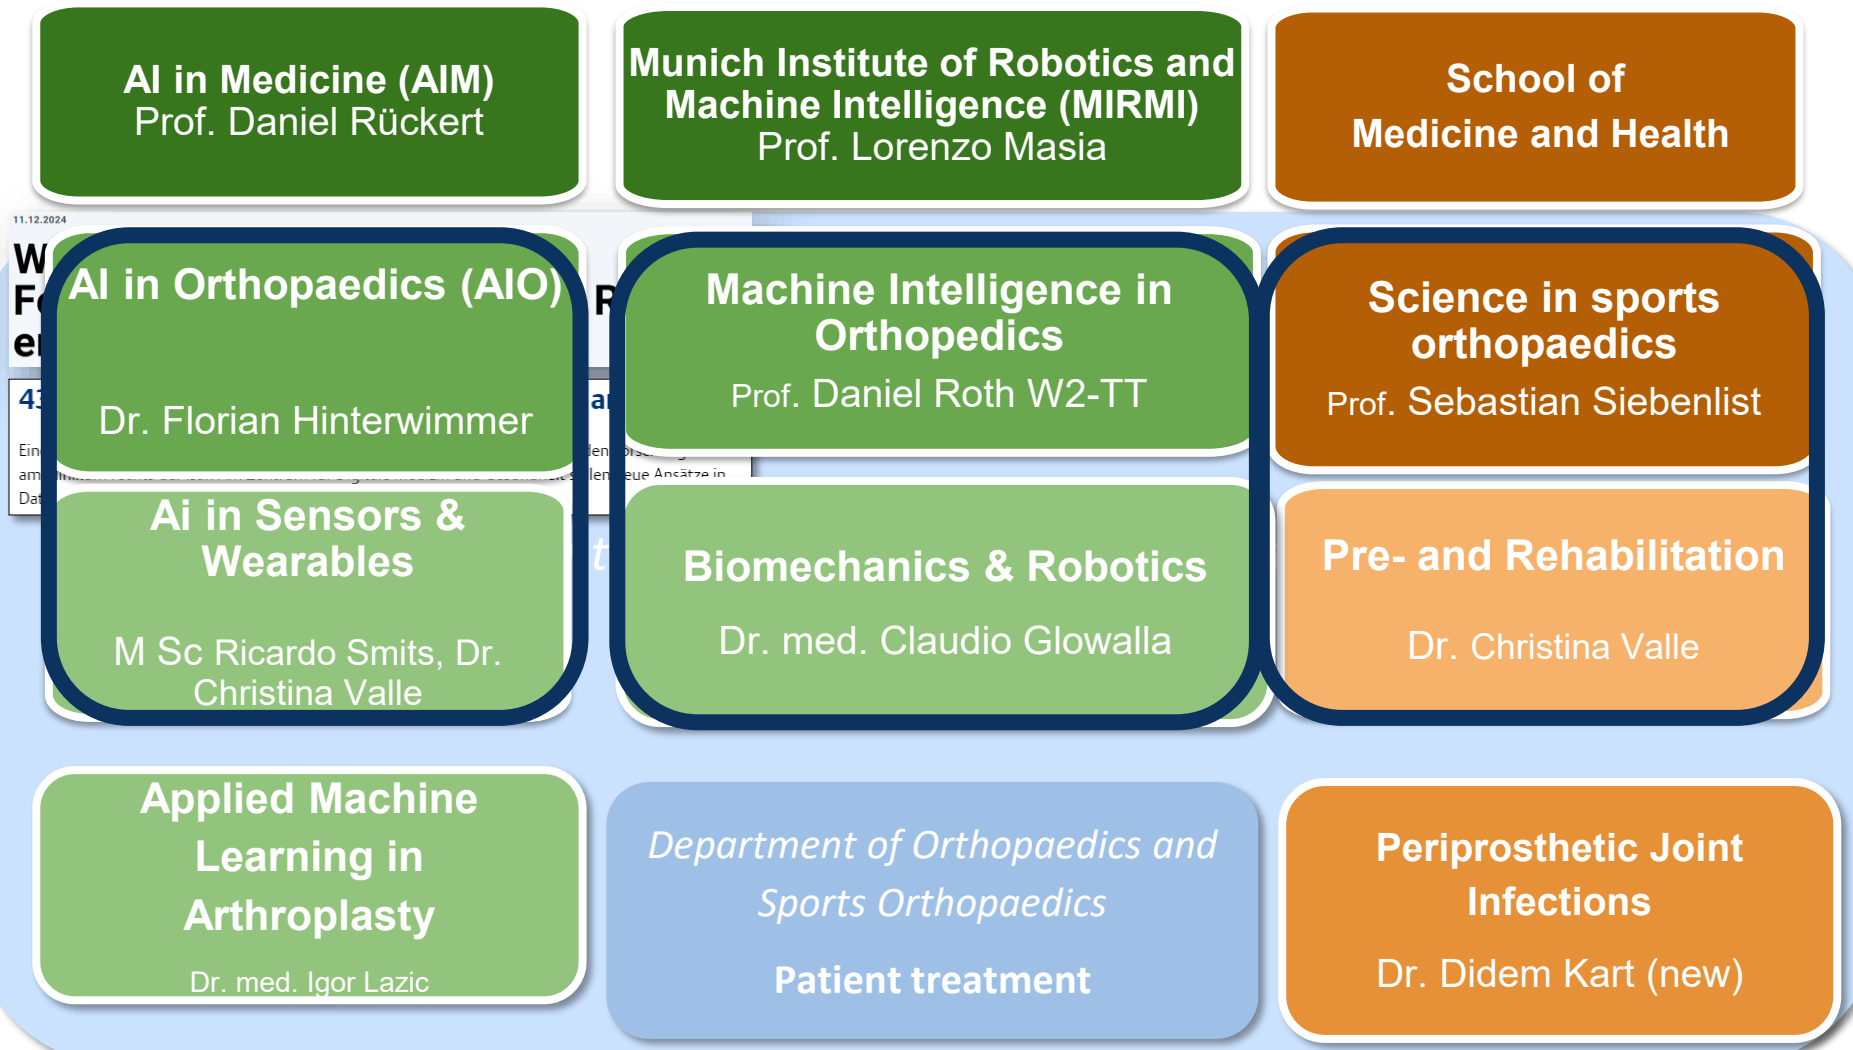 AI in Medicine (AIM)
Prof. Daniel Rückert
Munich Institute of Robotics and
Machine Intelligence (MIRMI)
Prof. Lorenzo Masia
School of
Medicine and Health
11.12.2024
AI in Orthopaedics (AIO)
Dr. Florian Hinterwimmer
Machine Intelligence in
Orthopedics
Prof. Daniel Roth W2-TT
Science in sports
orthopaedics
Prof. Sebastian Siebenlist
Ai in Sensors &
Wearables
M Sc Ricardo Smits, Dr.
Christina Valle
Biomechanics & Robotics
Dr. med. Claudio Glowalla
Pre- and Rehabilitation
Dr. Christina Valle
Applied Machine
Learning in
Arthroplasty
Dr. med. Igor Lazic
Department of Orthopaedics and
Sports Orthopaedics
Patient treatment
Periprosthetic Joint
Infections
Dr. Didem Kart (new)